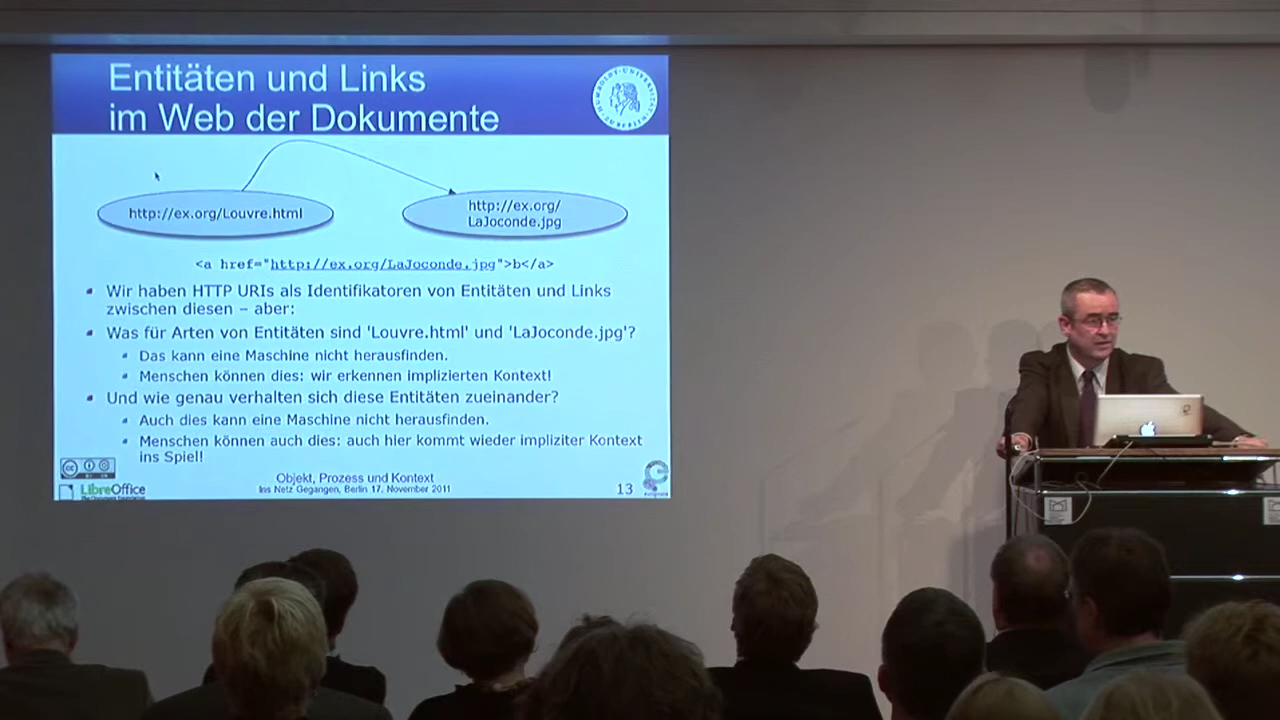 Entitäten und Links
im Web der Dokumente
http://ex.org/Louvre.html
http://ex.org/
LaJoconde.jpg
<a href="http://ex.org/LaJoconde.jpg">b</a>
Wir haben HTTP URIs als Identifikatoren von Entitäten und Links
zwischen diesen – aber:
Was für Arten von Entitäten sind 'Louvre.html' und 'LaJoconde.jpg'?
Das kann eine Maschine nicht herausfinden.
Menschen können dies: wir erkennen implizierten Kontext!
Und wie genau verhalten sich diese Entitäten zueinander?
Auch dies kann eine Maschine nicht herausfinden.
Menschen können auch dies: auch hier kommt wieder impliziter Kontext
ins Spiel!
Objekt, Prozess und Kontext
Ins Netz Gegangen, Berlin 17. November 2011
13
cc
LibreOffice